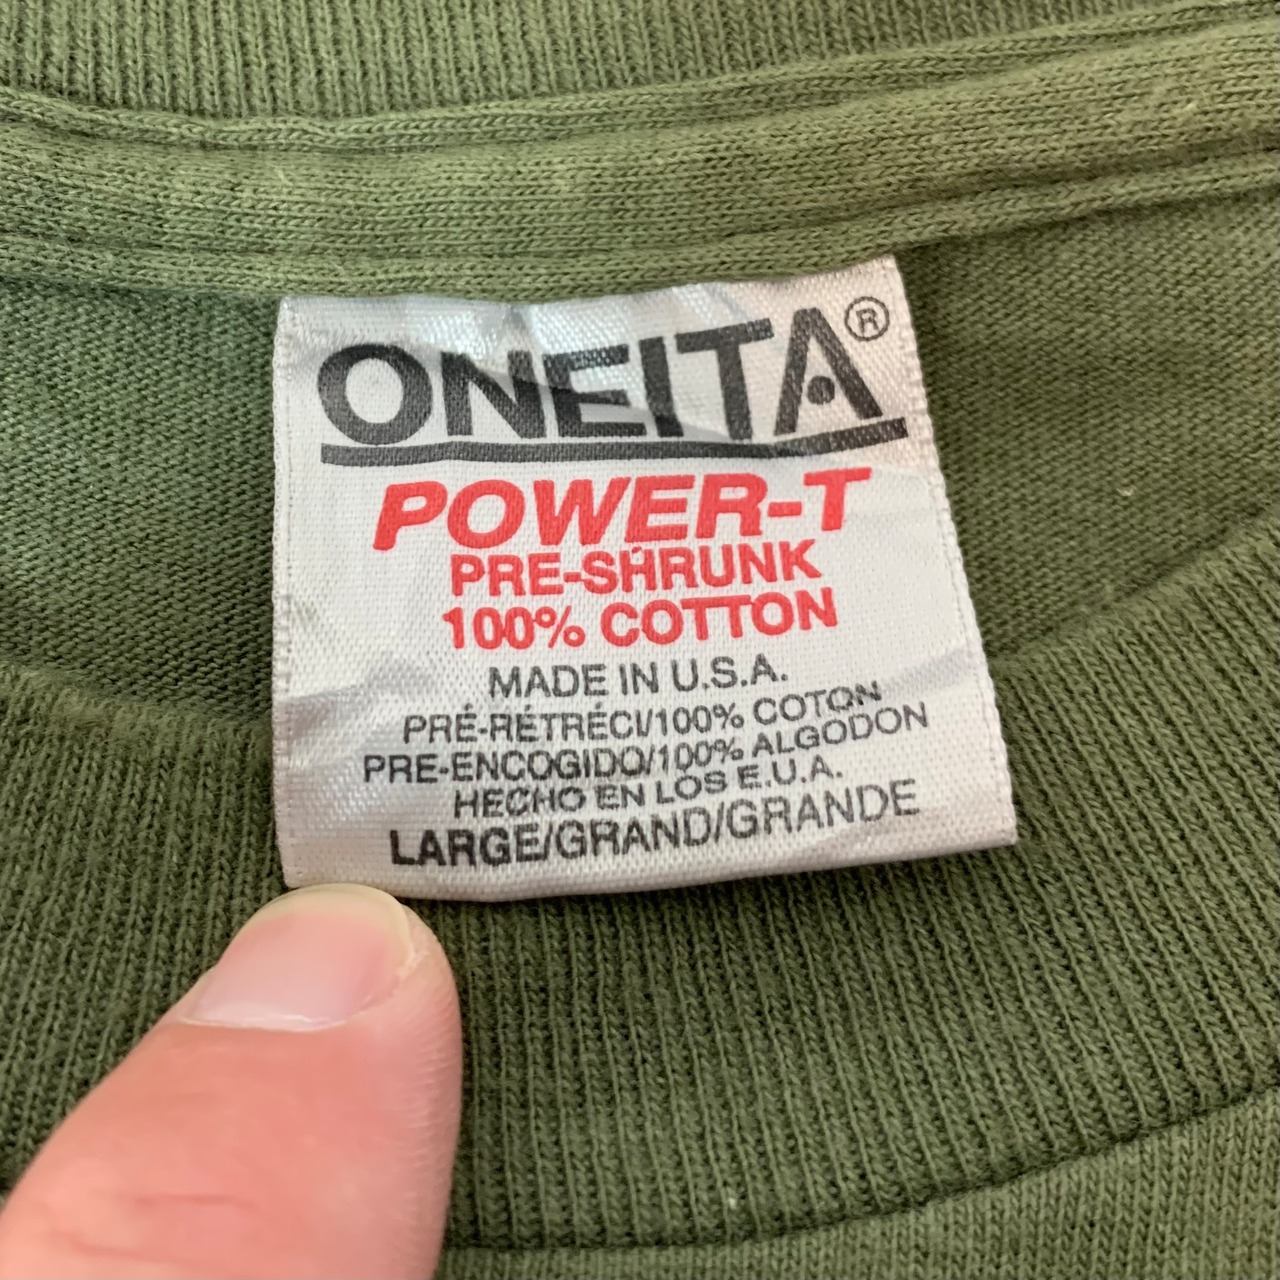 ONEITA®
POWER-T
PRE-SHRUNK
100% COTTON
MADE IN U.S.A.
PRÉ-RÉTRÉCI/100% COTON
PRE-ENCOGIDO/100% ALGODON
HECHO EN LOS E.U.A.
LARGE/GRAND/GRANDE